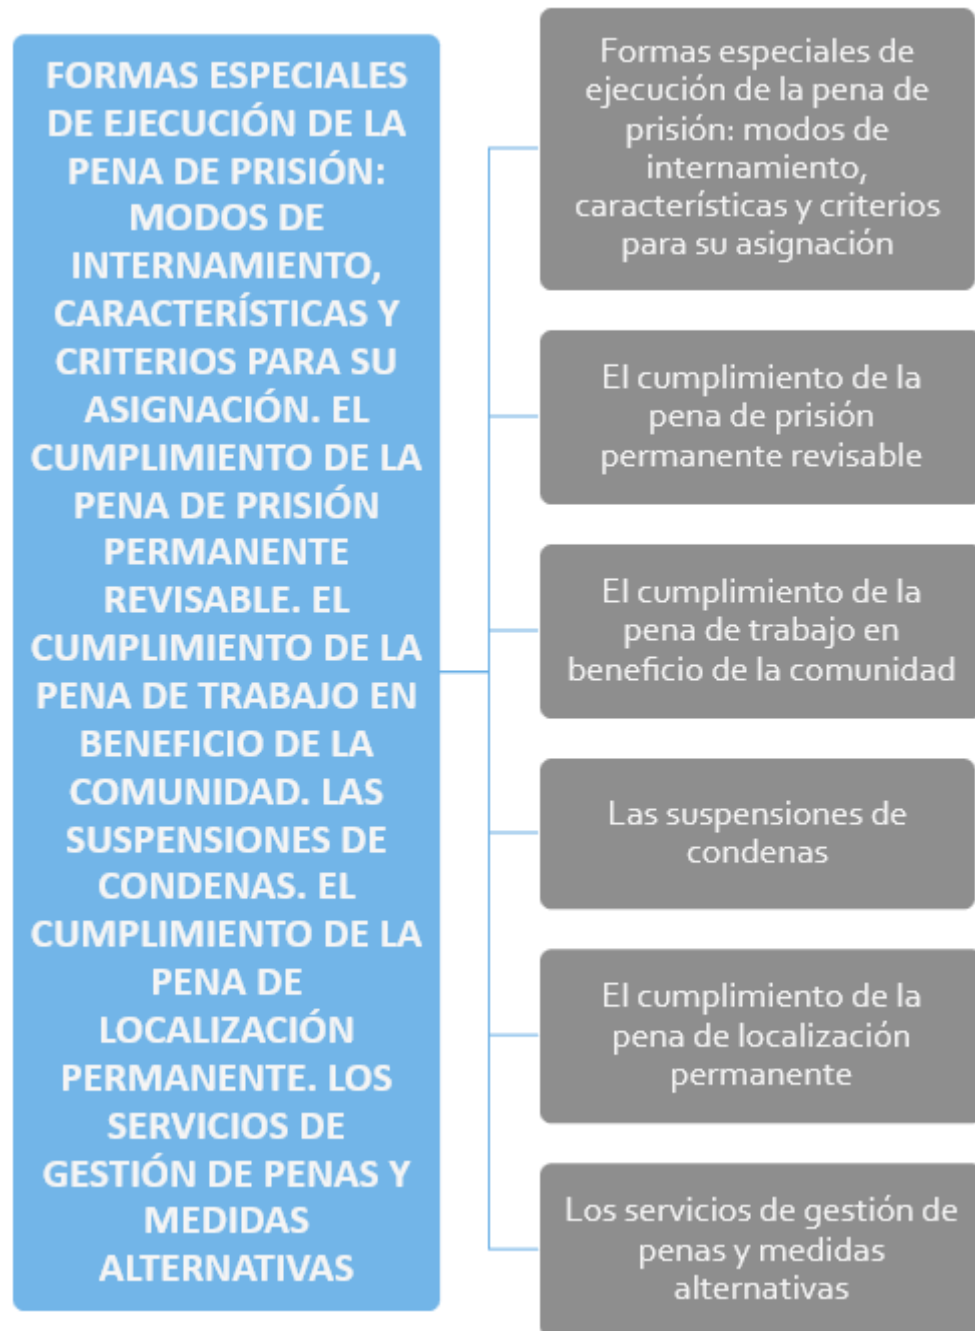 FORMAS ESPECIALES
DE EJECUCIÓN DE LA
PENA DE PRISIÓN:
MODOS DE
INTERNAMIENTO,
CARACTERÍSTICAS Y
CRITERIOS PARA SU
ASIGNACIÓN. EL
CUMPLIMIENTO DE LA
PENA DE PRISIÓN
PERMANENTE
REVISABLE. EL
CUMPLIMIENTO DE LA
PENA DE TRABAJO EN
BENEFICIO DE LA
COMUNIDAD. LAS
SUSPENSIONES DE
CONDENAS. EL
CUMPLIMIENTO DE LA
PENA DE
LOCALIZACIÓN
PERMANENTE. LOS
SERVICIOS DE
GESTIÓN DE PENAS Y
MEDIDAS
ALTERNATIVAS
Formas especiales de
ejecución de la pena de
prisión: modos de
internamiento,
características y criterios
para su asignación
El cumplimiento de la
pena de prisión
permanente revisable
El cumplimiento de la
pena de trabajo en
beneficio de la comunidad
Las suspensiones de
condenas
El cumplimiento de la
pena de localización
permanente
Los servicios de gestión de
penas y medidas
alternativas